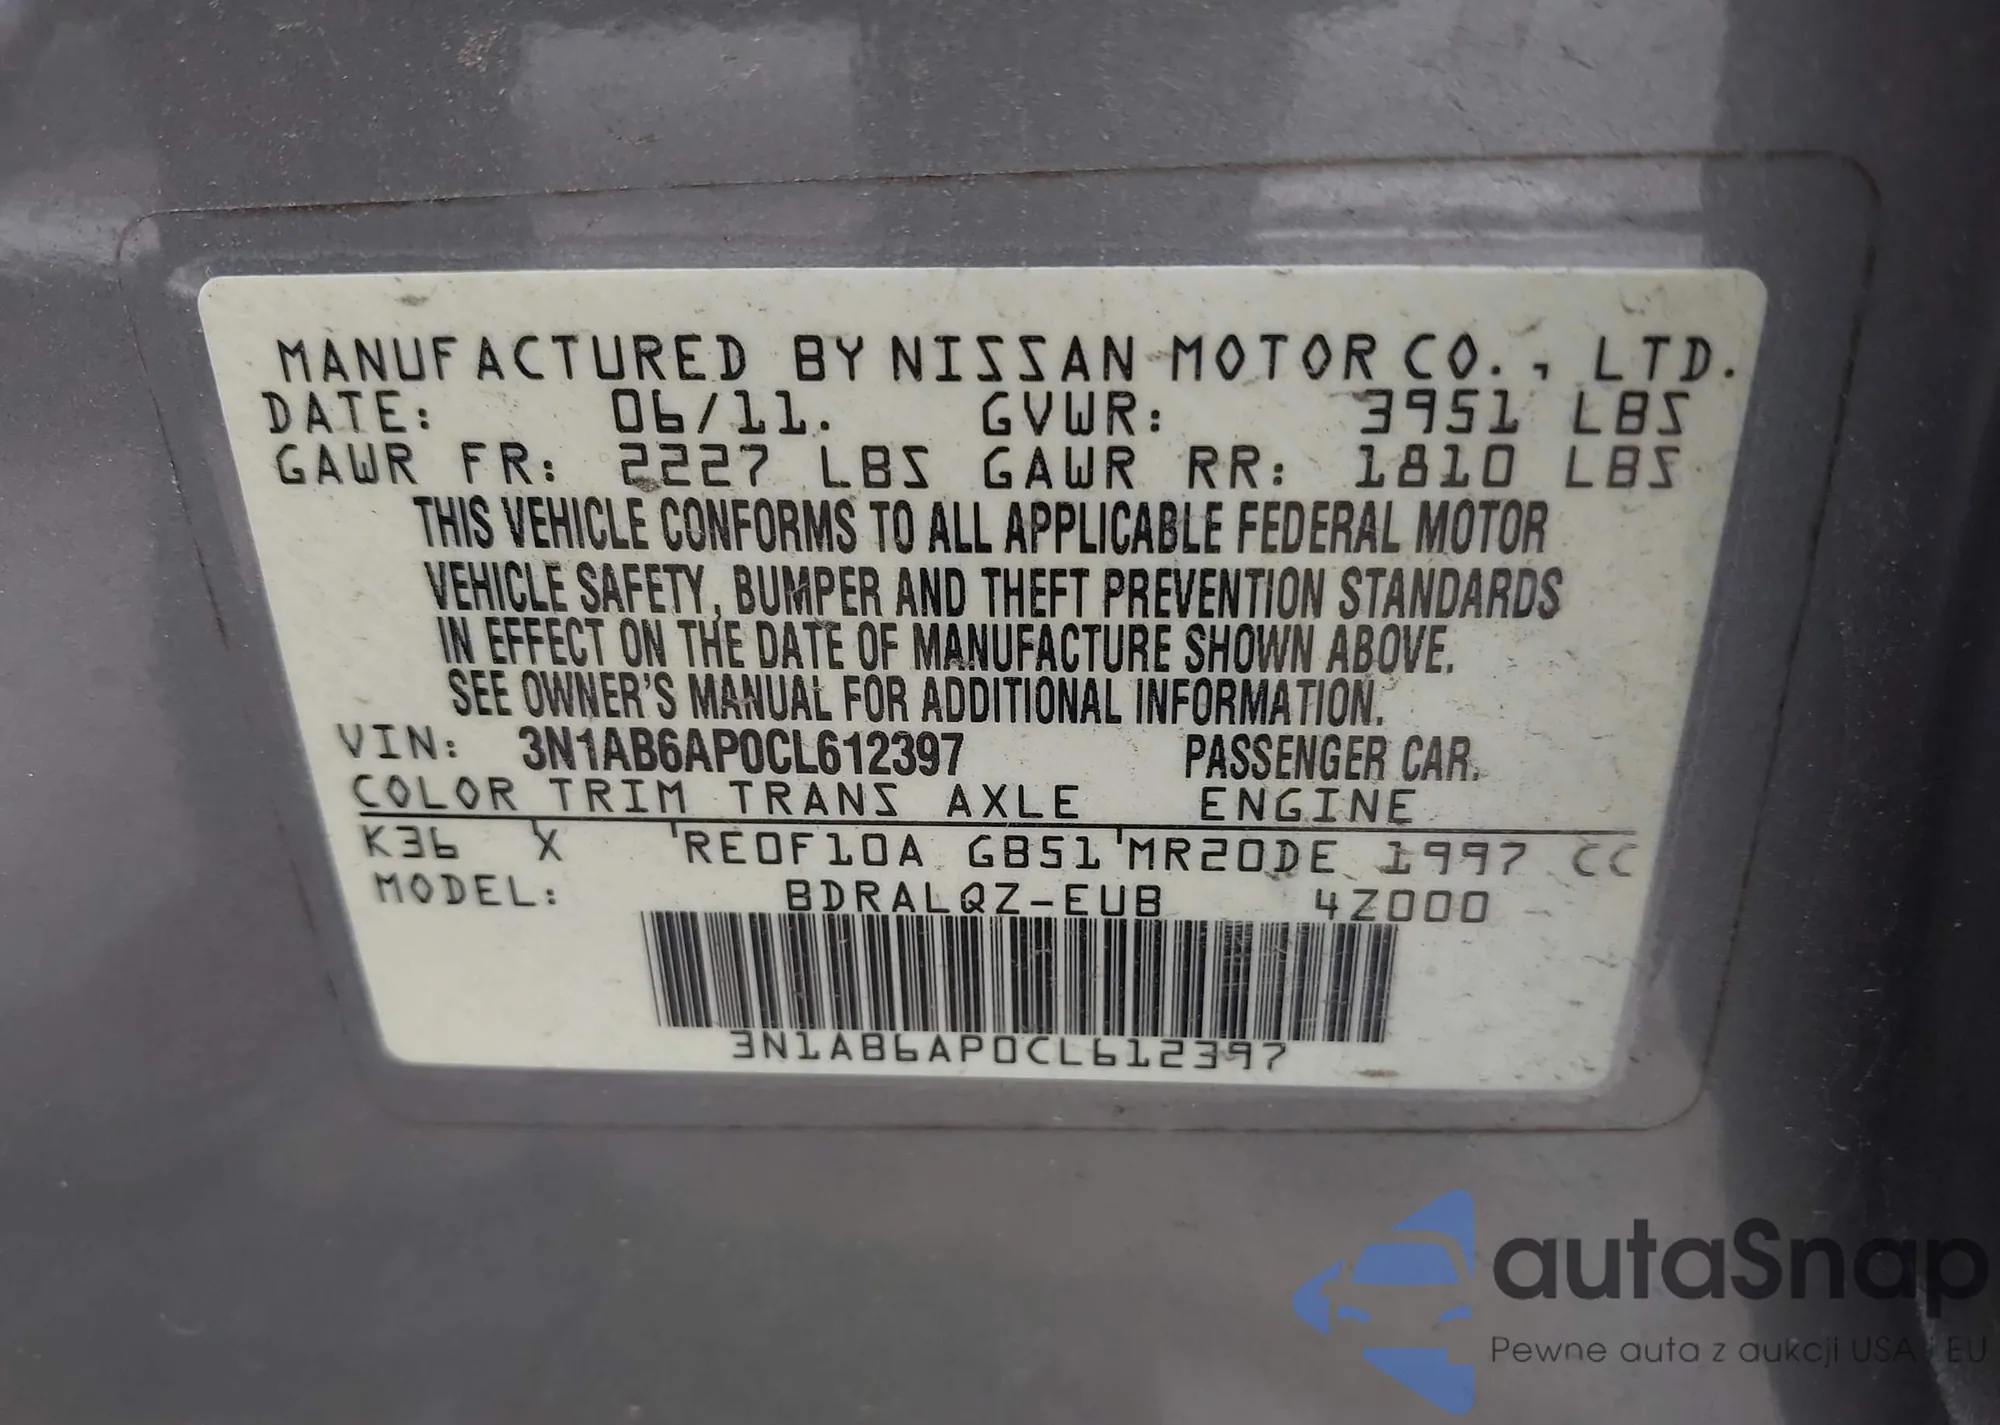 MANUFACTURED BY NISSAN MOTOR CO., LTD.
DATE: 06/11. GVWR: 3951 LBS
GAWR FR: 2227 LBS GAWR RR: 1810 LBS
THIS VEHICLE CONFORMS TO ALL APPLICABLE FEDERAL MOTOR
VEHICLE SAFETY, BUMPER AND THEFT PREVENTION STANDARDS
IN EFFECT ON THE DATE OF MANUFACTURE SHOWN ABOVE.
SEE OWNER'S MANUAL FOR ADDITIONAL INFORMATION.
VIN: 3N1AB6AP0CL612397 PASSENGER CAR.
COLOR TRIM TRANS AXLE ENGINE
K36 X RE0F10A GB51 MR20DE 1997 CC
MODEL: BDRALQZ-EUB 4Z000
3N1AB6AP0CL612397
autaSnap
Pewne auta z aukcji USA i EU